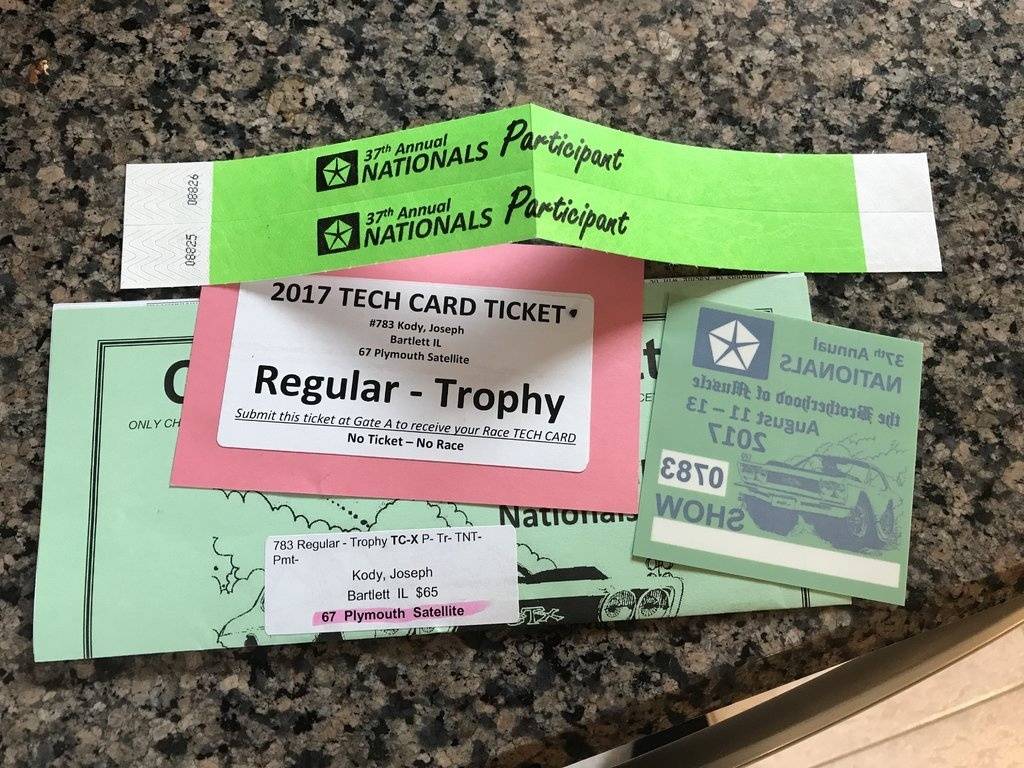 37th Annual
NATIONALS Participant
08826
37th Annual
NATIONALS Participant
08825
2017 TECH CARD TICKET
#783 Kody, Joseph
Bartlett IL
67 Plymouth Satellite
Regular - Trophy
Submit this ticket at Gate A to receive your Race TECH CARD
No Ticket – No Race
ONLY CH
Nationals
783 Regular - Trophy TC-X P- Tr- TNT-
Pmt-
Kody, Joseph
Bartlett IL $65
67 Plymouth Satellite
37th Annual
NATIONALS
the Brotherhood of Muscle
August 11 – 13
2017
0783
SHOW